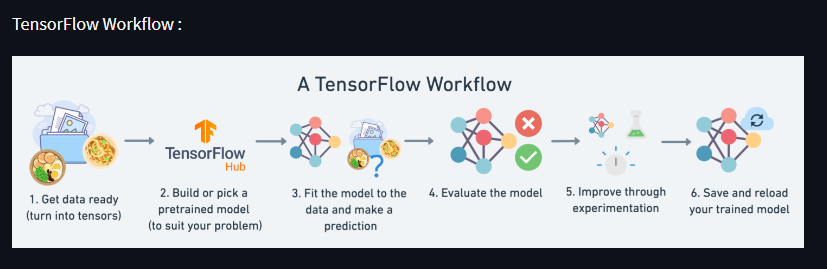 TensorFlow Workflow :
A TensorFlow Workflow
TensorFlow
Hub
1. Get data ready
(turn into tensors)
2. Build or pick a
pretrained model
(to suit your problem)
3. Fit the model to the
data and make a
prediction
4. Evaluate the model
5. Improve through
experimentation
6. Save and reload
your trained model